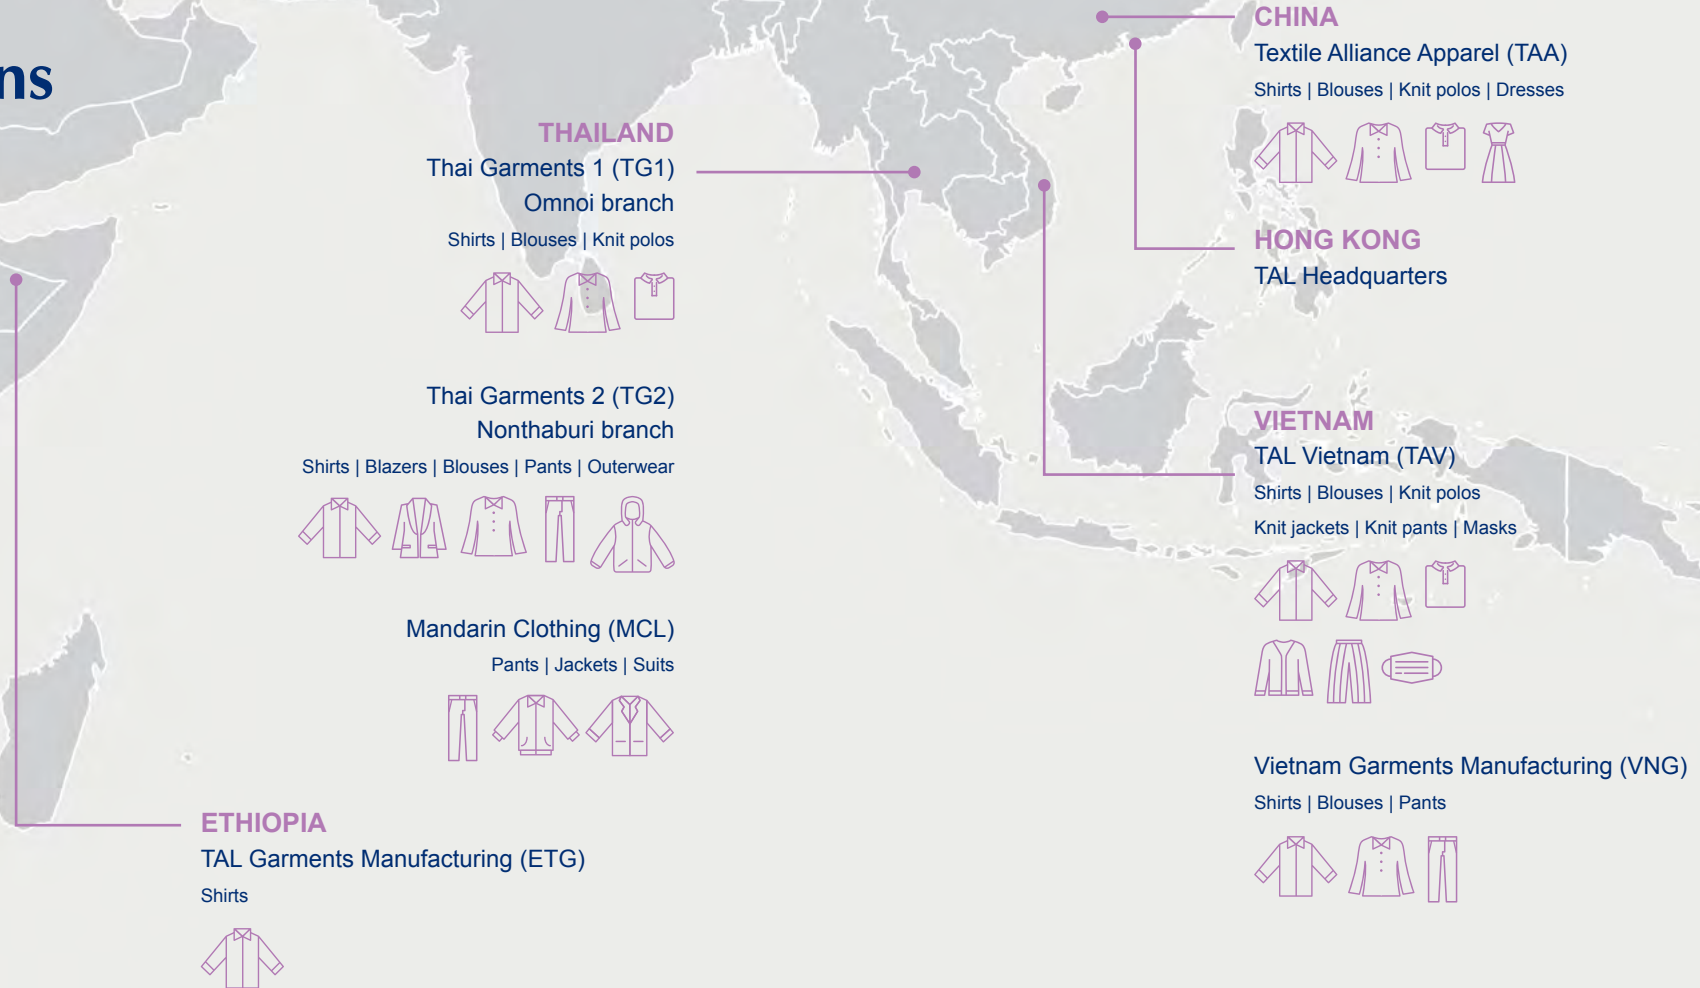 ns
THAILAND
Thai Garments 1 (TG1)
Omnoi branch
Shirts | Blouses | Knit polos
Thai Garments 2 (TG2)
Nonthaburi branch
Shirts | Blazers | Blouses | Pants | Outerwear
Mandarin Clothing (MCL)
Pants | Jackets | Suits
ETHIOPIA
TAL Garments Manufacturing (ETG)
Shirts
CHINA
Textile Alliance Apparel (TAA)
Shirts | Blouses | Knit polos | Dresses
HONG KONG
TAL Headquarters
VIETNAM
TAL Vietnam (TAV)
Shirts | Blouses | Knit polos
Knit jackets | Knit pants | Masks
Vietnam Garments Manufacturing (VNG)
Shirts | Blouses | Pants